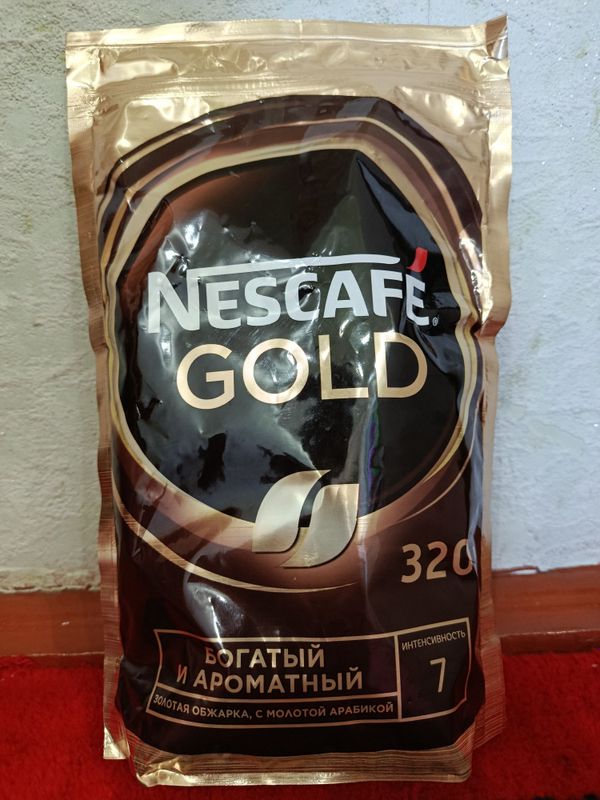 NESCAFÉ®
GOLD
320
БОГАТЫЙ
И АРОМАТНЫЙ
ЗОЛОТАЯ ОБЖАРКА, С МОЛОТОЙ АРАБИКОЙ
ИНТЕНСИВНОСТЬ
7